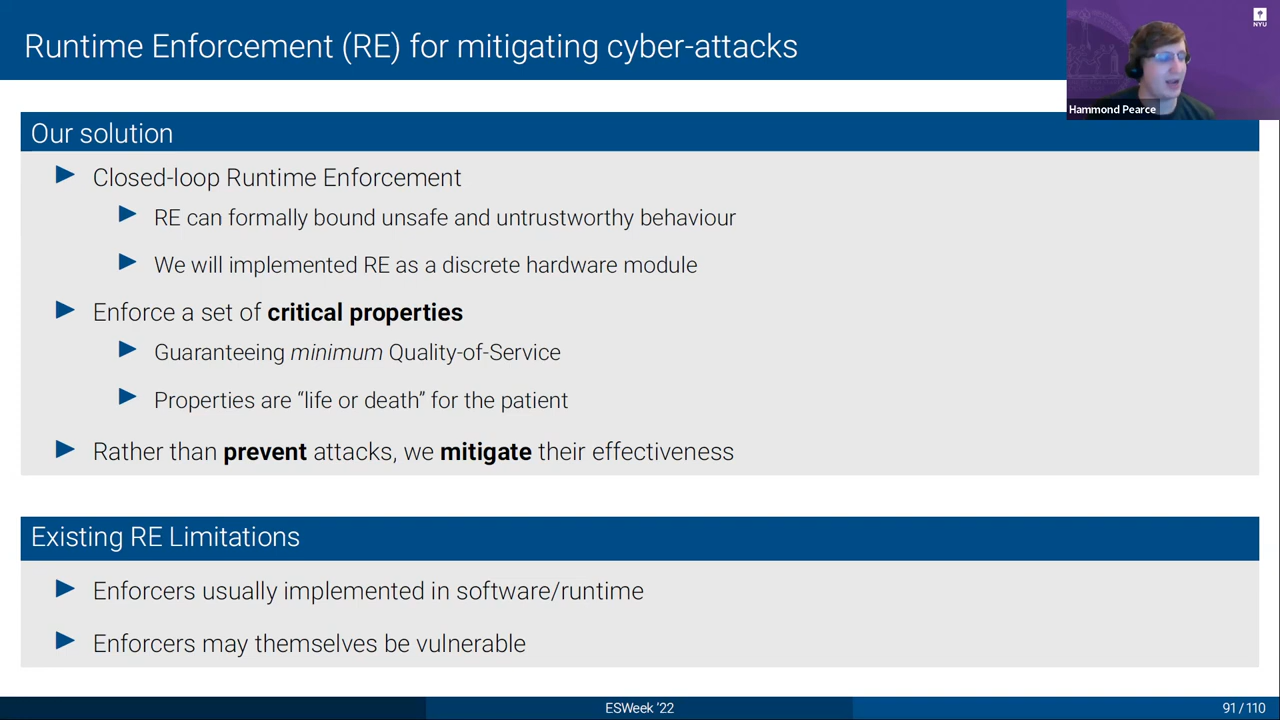 Runtime Enforcement (RE) for mitigating cyber-attacks
NYU
Hammond Pearce
Our solution
Closed-loop Runtime Enforcement
RE can formally bound unsafe and untrustworthy behaviour
We will implemented RE as a discrete hardware module
Enforce a set of critical properties
Guaranteeing minimum Quality-of-Service
Properties are “life or death” for the patient
Rather than prevent attacks, we mitigate their effectiveness
Existing RE Limitations
Enforcers usually implemented in software/runtime
Enforcers may themselves be vulnerable
ESWeek ’22
91 / 110